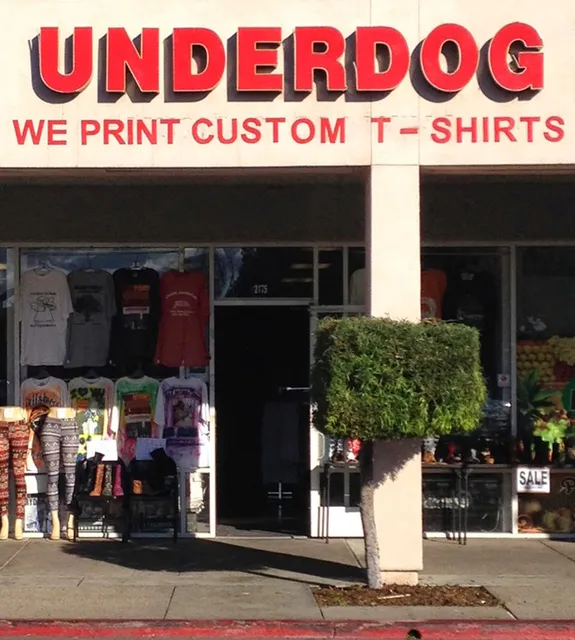 UNDERDOG
WE PRINT CUSTOM T-SHIRTS
2175
SALE